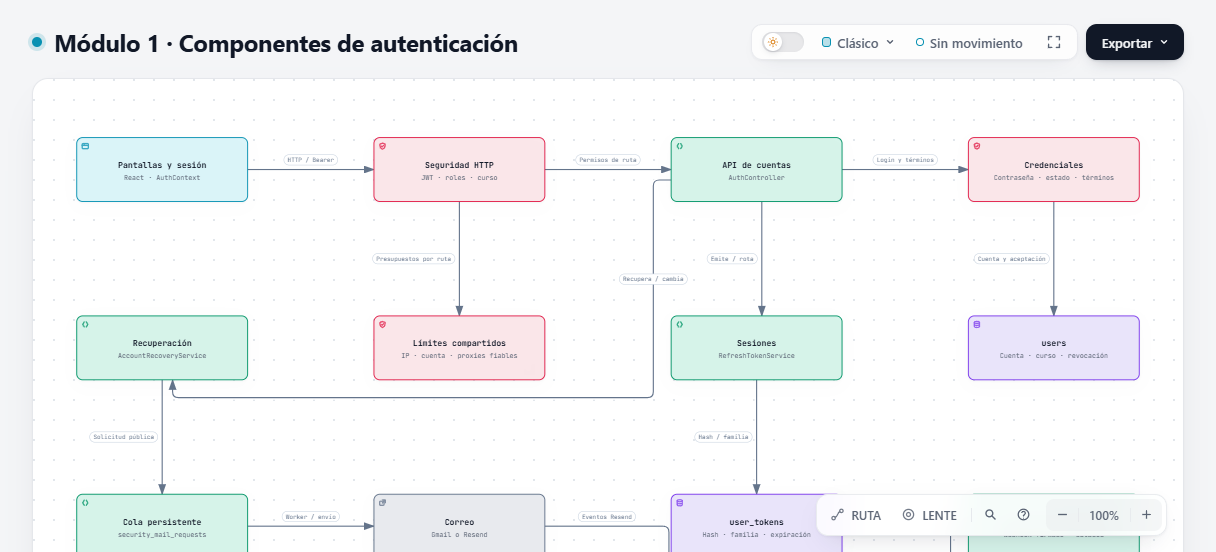 Módulo 1 · Componentes de autenticación
Clásico
Sin movimiento
Exportar
Pantallas y sesión
React · AuthContext
HTTP / Bearer
Seguridad HTTP
JWT · roles · curso
Permisos de ruta
API de cuentas
AuthController
Login y términos
Credenciales
Contraseña · estado · términos
Presupuestos por ruta
Recupera / cambia
Emite / rota
Cuenta y aceptación
Recuperación
AccountRecoveryService
Límites compartidos
IP · cuenta · proxies fiables
Sesiones
RefreshTokenService
users
Cuenta · curso · revocación
Solicitud pública
Hash / familia
Cola persistente
security_mail_requests
Worker / envío
Correo
Gmail o Resend
Eventos Resend
user_tokens
Hash · familia · expiración
RUTA
LENTE
100%